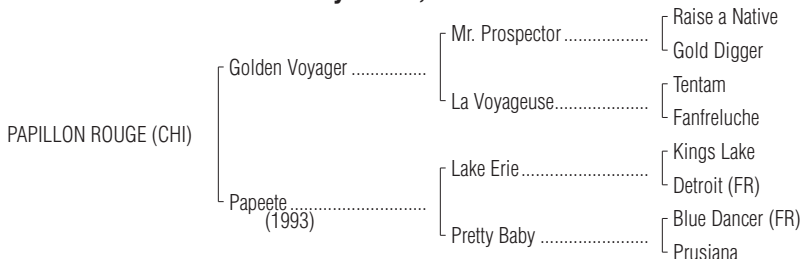 Raise a Native
Mr. Prospector
Gold Digger
Golden Voyager
Tentam
La Voyageuse
Fanfreluche
PAPILLON ROUGE (CHI)
Kings Lake
Lake Erie
Detroit (FR)
Papeete
(1993)
Blue Dancer (FR)
Pretty Baby
Prusiana